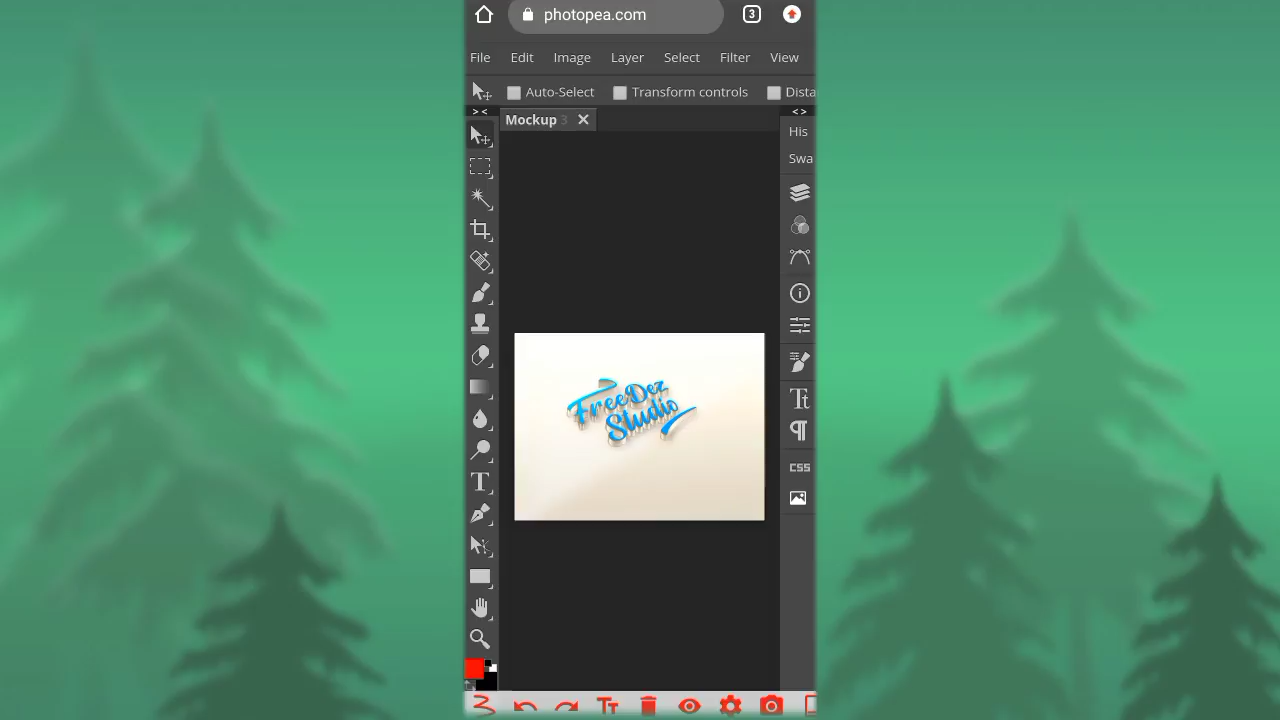 photopea.com
3
File Edit Image Layer Select Filter View
Auto-Select Transform controls Dista
> <
Mockup 3
< >
His
Swa
FreeDez
Studio
CSS